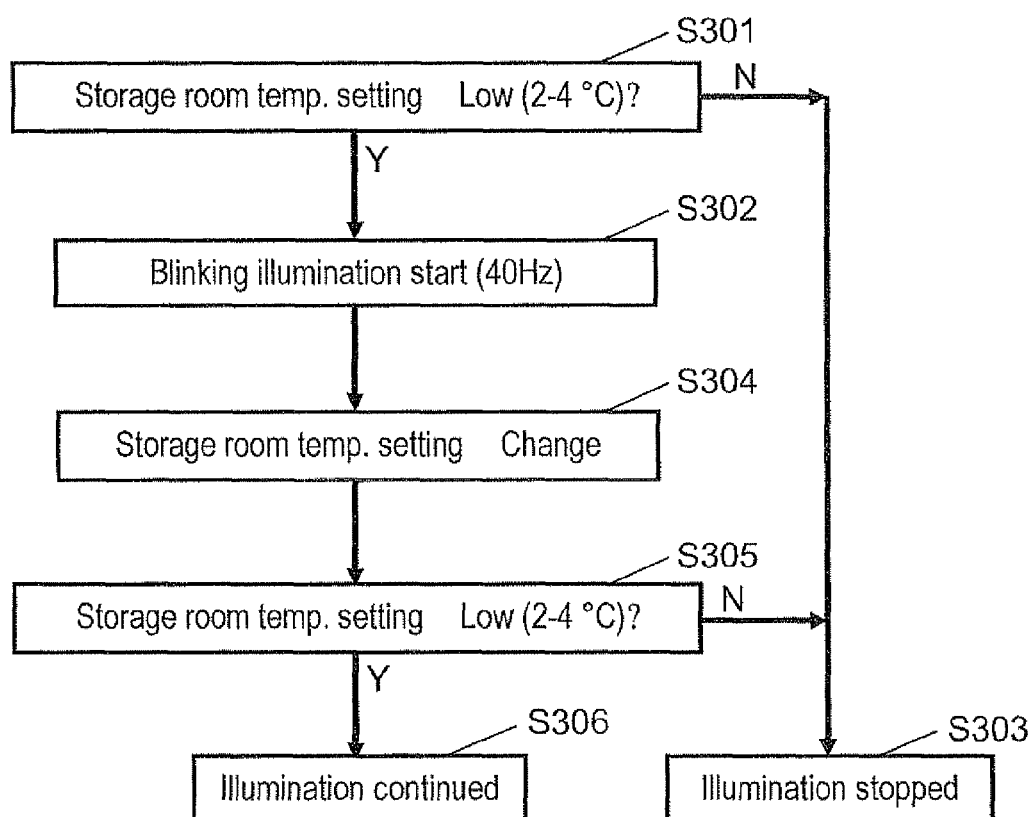 S301
Storage room temp. setting Low (2-4 °C)?
N
Y
S302
Blinking illumination start (40Hz)
S304
Storage room temp. setting Change
S305
Storage room temp. setting Low (2-4 °C)?
N
Y
S306
S303
Illumination continued
Illumination stopped